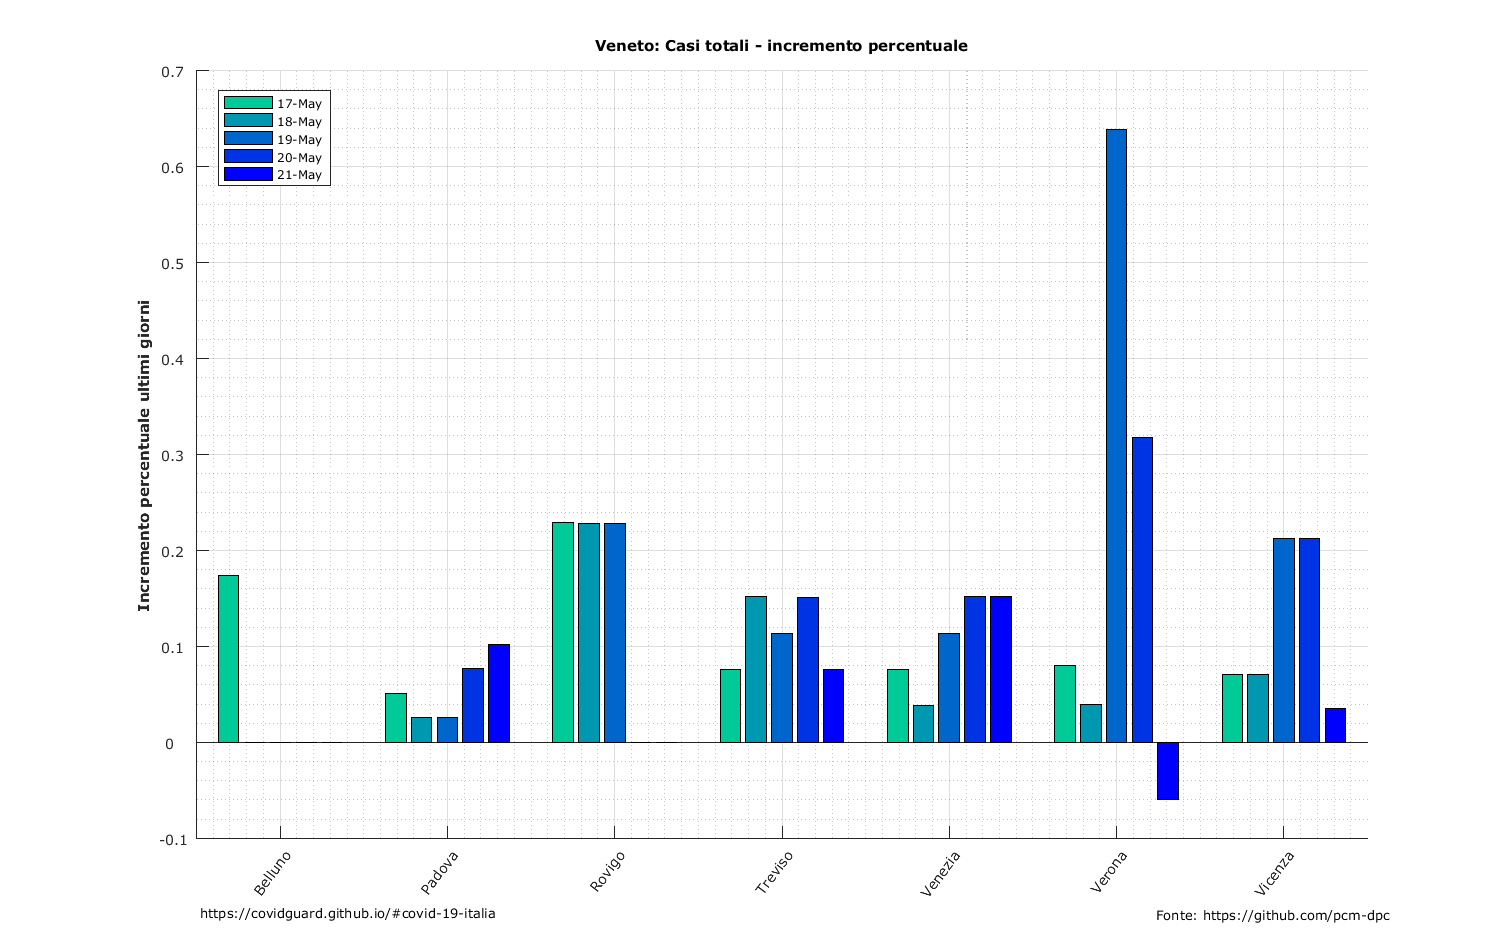 Veneto: Casi totali - incremento percentuale
Incremento percentuale ultimi giorni
0.7
0.6
0.5
0.4
0.3
0.2
0.1
0
-0.1
17-May
18-May
19-May
20-May
21-May
Belluno
Padova
Rovigo
Treviso
Venezia
Verona
Vicenza
https://covidguard.github.io/#covid-19-italia
Fonte: https://github.com/pcm-dpc